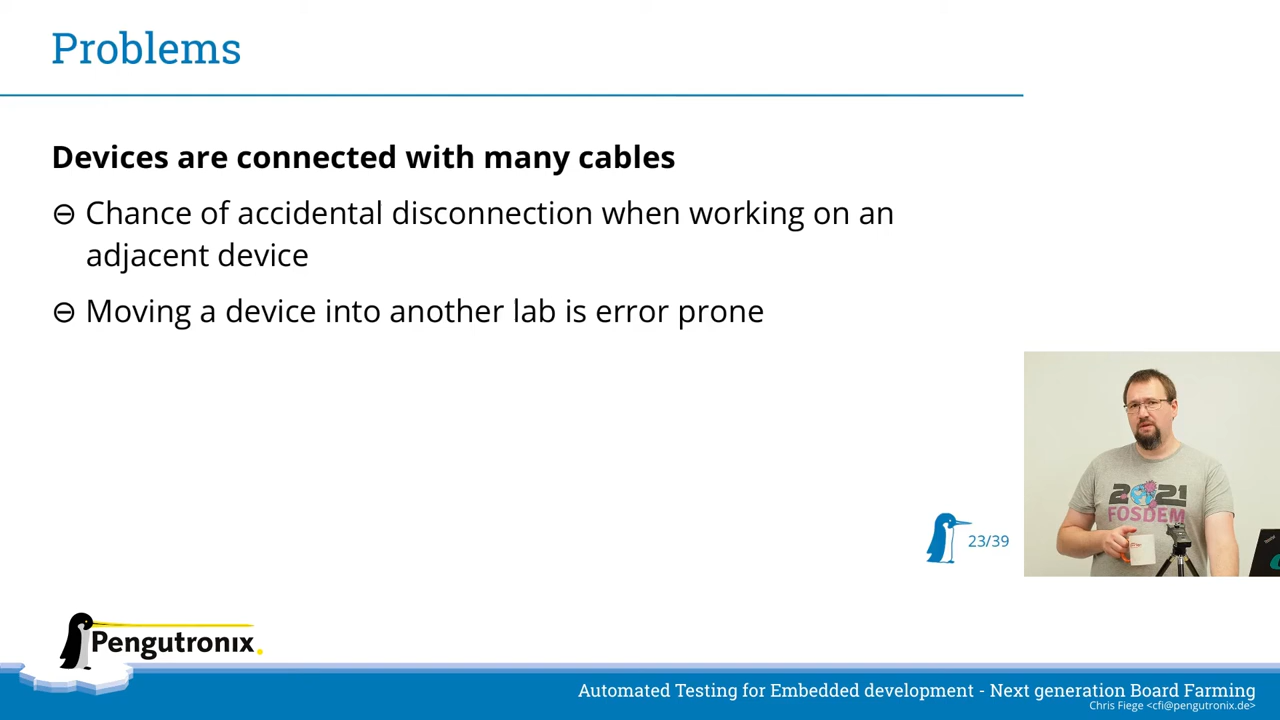 Problems
Devices are connected with many cables
⊖ Chance of accidental disconnection when working on an
adjacent device
⊖ Moving a device into another lab is error prone
2021
FOSDEM
23/39
Pengutronix.
Automated Testing for Embedded development - Next generation Board Farming
Chris Fiege <cfi@pengutronix.de>